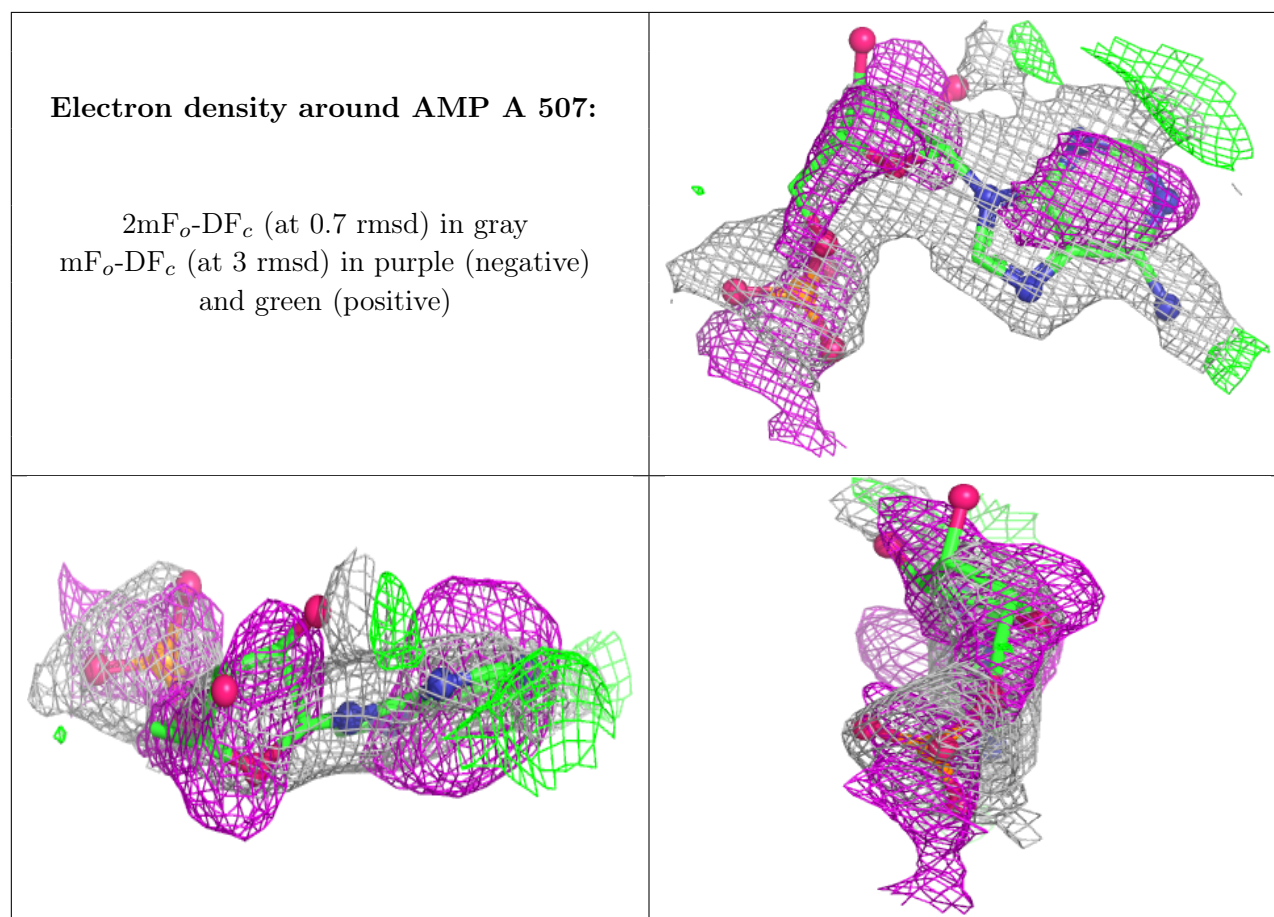 Electron density around AMP A 507:
2mFo-DFc (at 0.7 rmsd) in gray
mFo-DFc (at 3 rmsd) in purple (negative)
and green (positive)